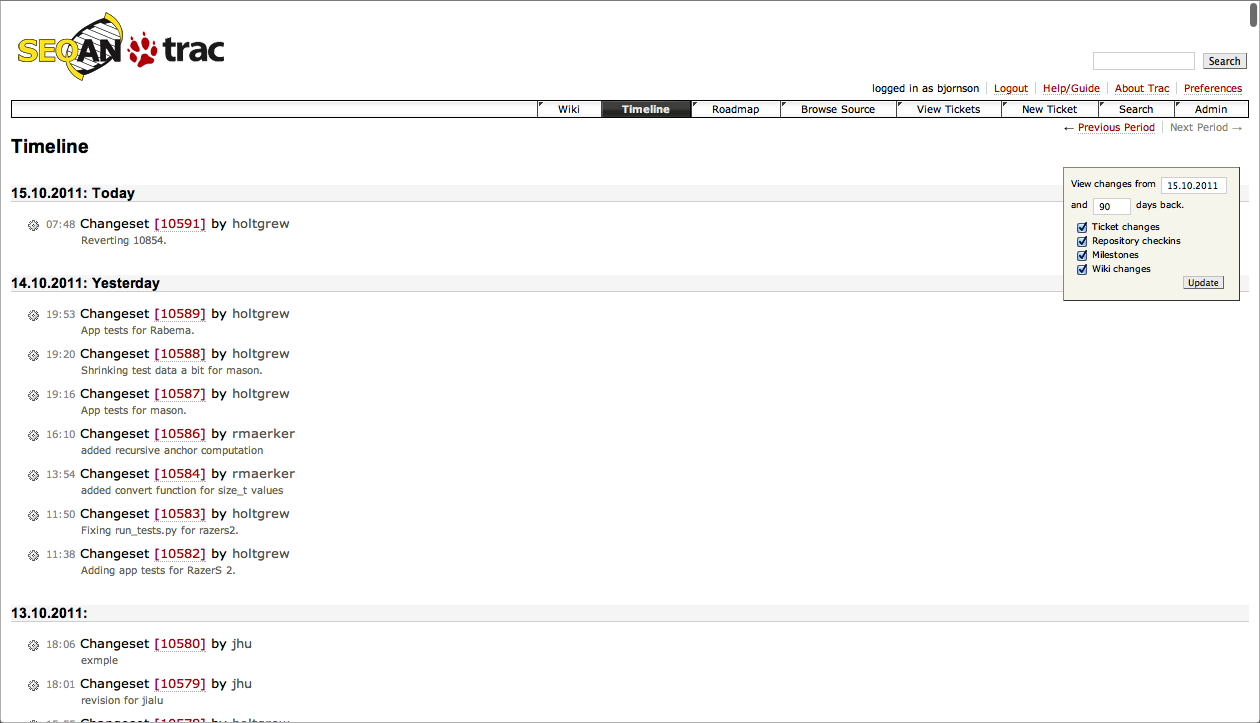 SEQAN trac
Search
logged in as bjornson Logout Help/Guide About Trac Preferences
Wiki Timeline Roadmap Browse Source View Tickets New Ticket Search Admin
← Previous Period Next Period →
Timeline
View changes from 15.10.2011
and 90 days back.
Ticket changes
Repository checkins
Milestones
Wiki changes
Update
15.10.2011: Today
07:48 Changeset [10591] by holtgrew
Reverting 10854.
14.10.2011: Yesterday
19:53 Changeset [10589] by holtgrew
App tests for Rabema.
19:20 Changeset [10588] by holtgrew
Shrinking test data a bit for mason.
19:16 Changeset [10587] by holtgrew
App tests for mason.
16:10 Changeset [10586] by rmaerker
added recursive anchor computation
13:54 Changeset [10584] by rmaerker
added convert function for size_t values
11:50 Changeset [10583] by holtgrew
Fixing run_tests.py for razers2.
11:38 Changeset [10582] by holtgrew
Adding app tests for RazerS 2.
13.10.2011:
18:06 Changeset [10580] by jhu
exmple
18:01 Changeset [10579] by jhu
revision for jialu
Changeset [10578] by holtgrew